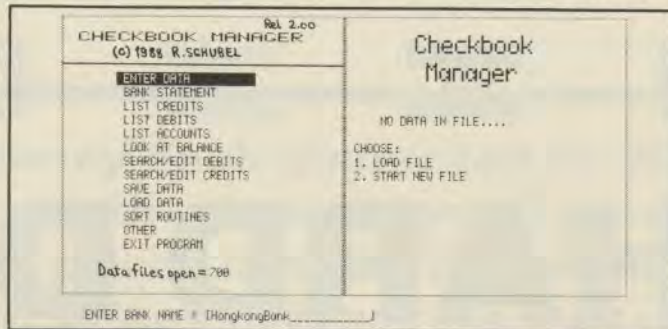 Rel 2.00
CHECKBOOK MANAGER
(c) 1988 R.SCHUBEL
ENTER DATA
BANK STATEMENT
LIST CREDITS
LIST DEBITS
LIST ACCOUNTS
LOOK AT BALANCE
SEARCH/EDIT DEBITS
SEARCH/EDIT CREDITS
SAVE DATA
LOAD DATA
SORT ROUTINES
OTHER
EXIT PROGRAM
Data files open = 700
Checkbook
Manager
NO DATA IN FILE....
CHOOSE:
1. LOAD FILE
2. START NEW FILE
ENTER BANK NAME : [HongkongBank______________]